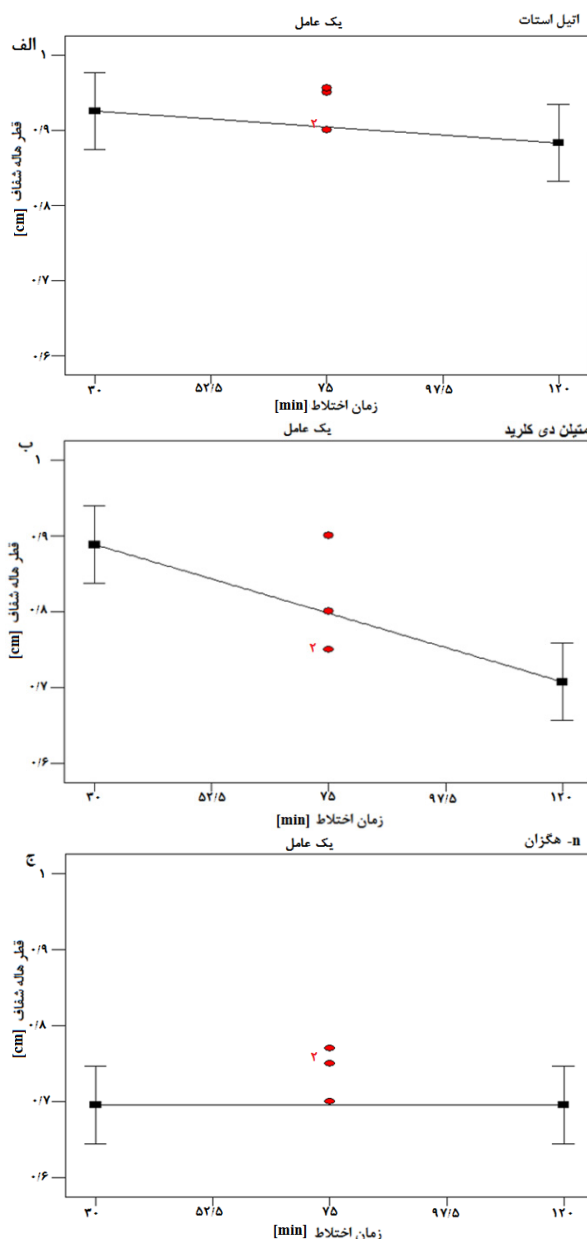 الف
یک عامل
اتیل استات
قطر هاله شفاف
[cm]
۱
۰/۹
۰/۸
۰/۷
۰/۶
۲
۳۰
۵۲/۵
۷۵
۹۷/۵
۱۲۰
زمان اختلاط [min]
ب
یک عامل
متیلن دی کلرید
قطر هاله شفاف
[cm]
۱
۰/۹
۰/۸
۰/۷
۰/۶
۲
۳۰
۵۲/۵
۷۵
۹۷/۵
۱۲۰
زمان اختلاط [min]
ج
یک عامل
n- هگزان
قطر هاله شفاف
[cm]
۱
۰/۹
۰/۸
۰/۷
۰/۶
۲
۳۰
۵۲/۵
۷۵
۹۷/۵
۱۲۰
زمان اختلاط [min]